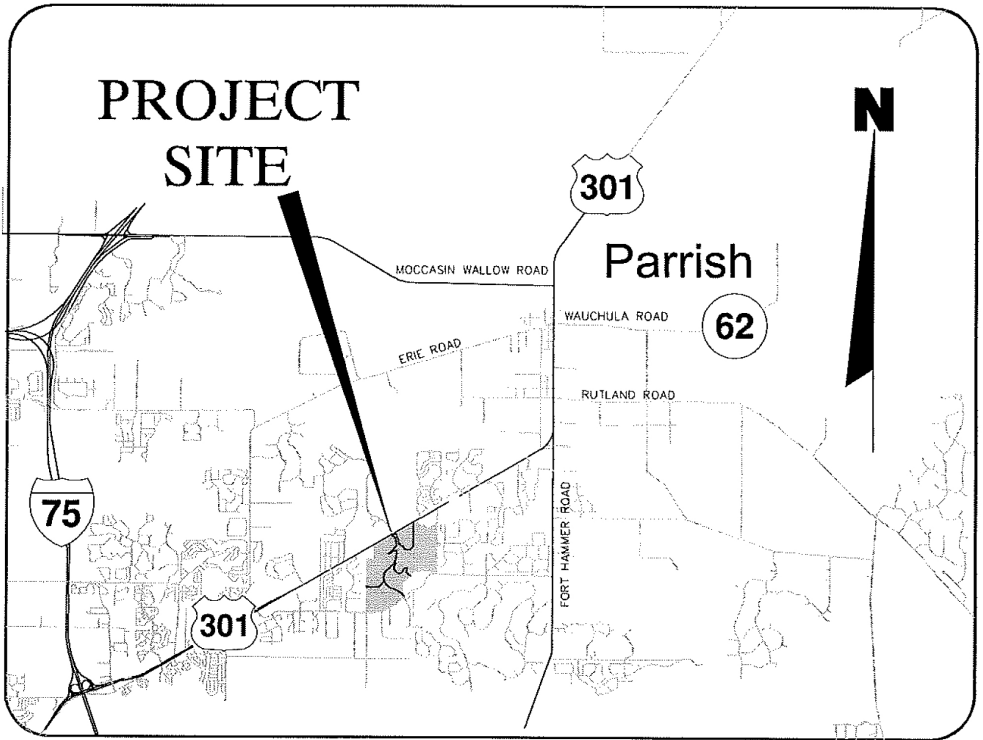 PROJECT
SITE
N
301
Parrish
MOCCASIN WALLOW ROAD
WAUCHULA ROAD
62
ERIE ROAD
RUTLAND ROAD
75
FORT HAMMER ROAD
301